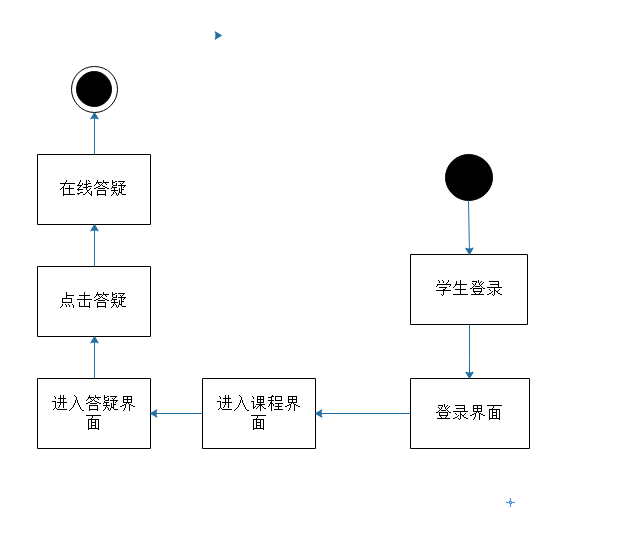 在线答疑
点击答疑
学生登录
进入答疑界
面
进入课程界
面
登录界面